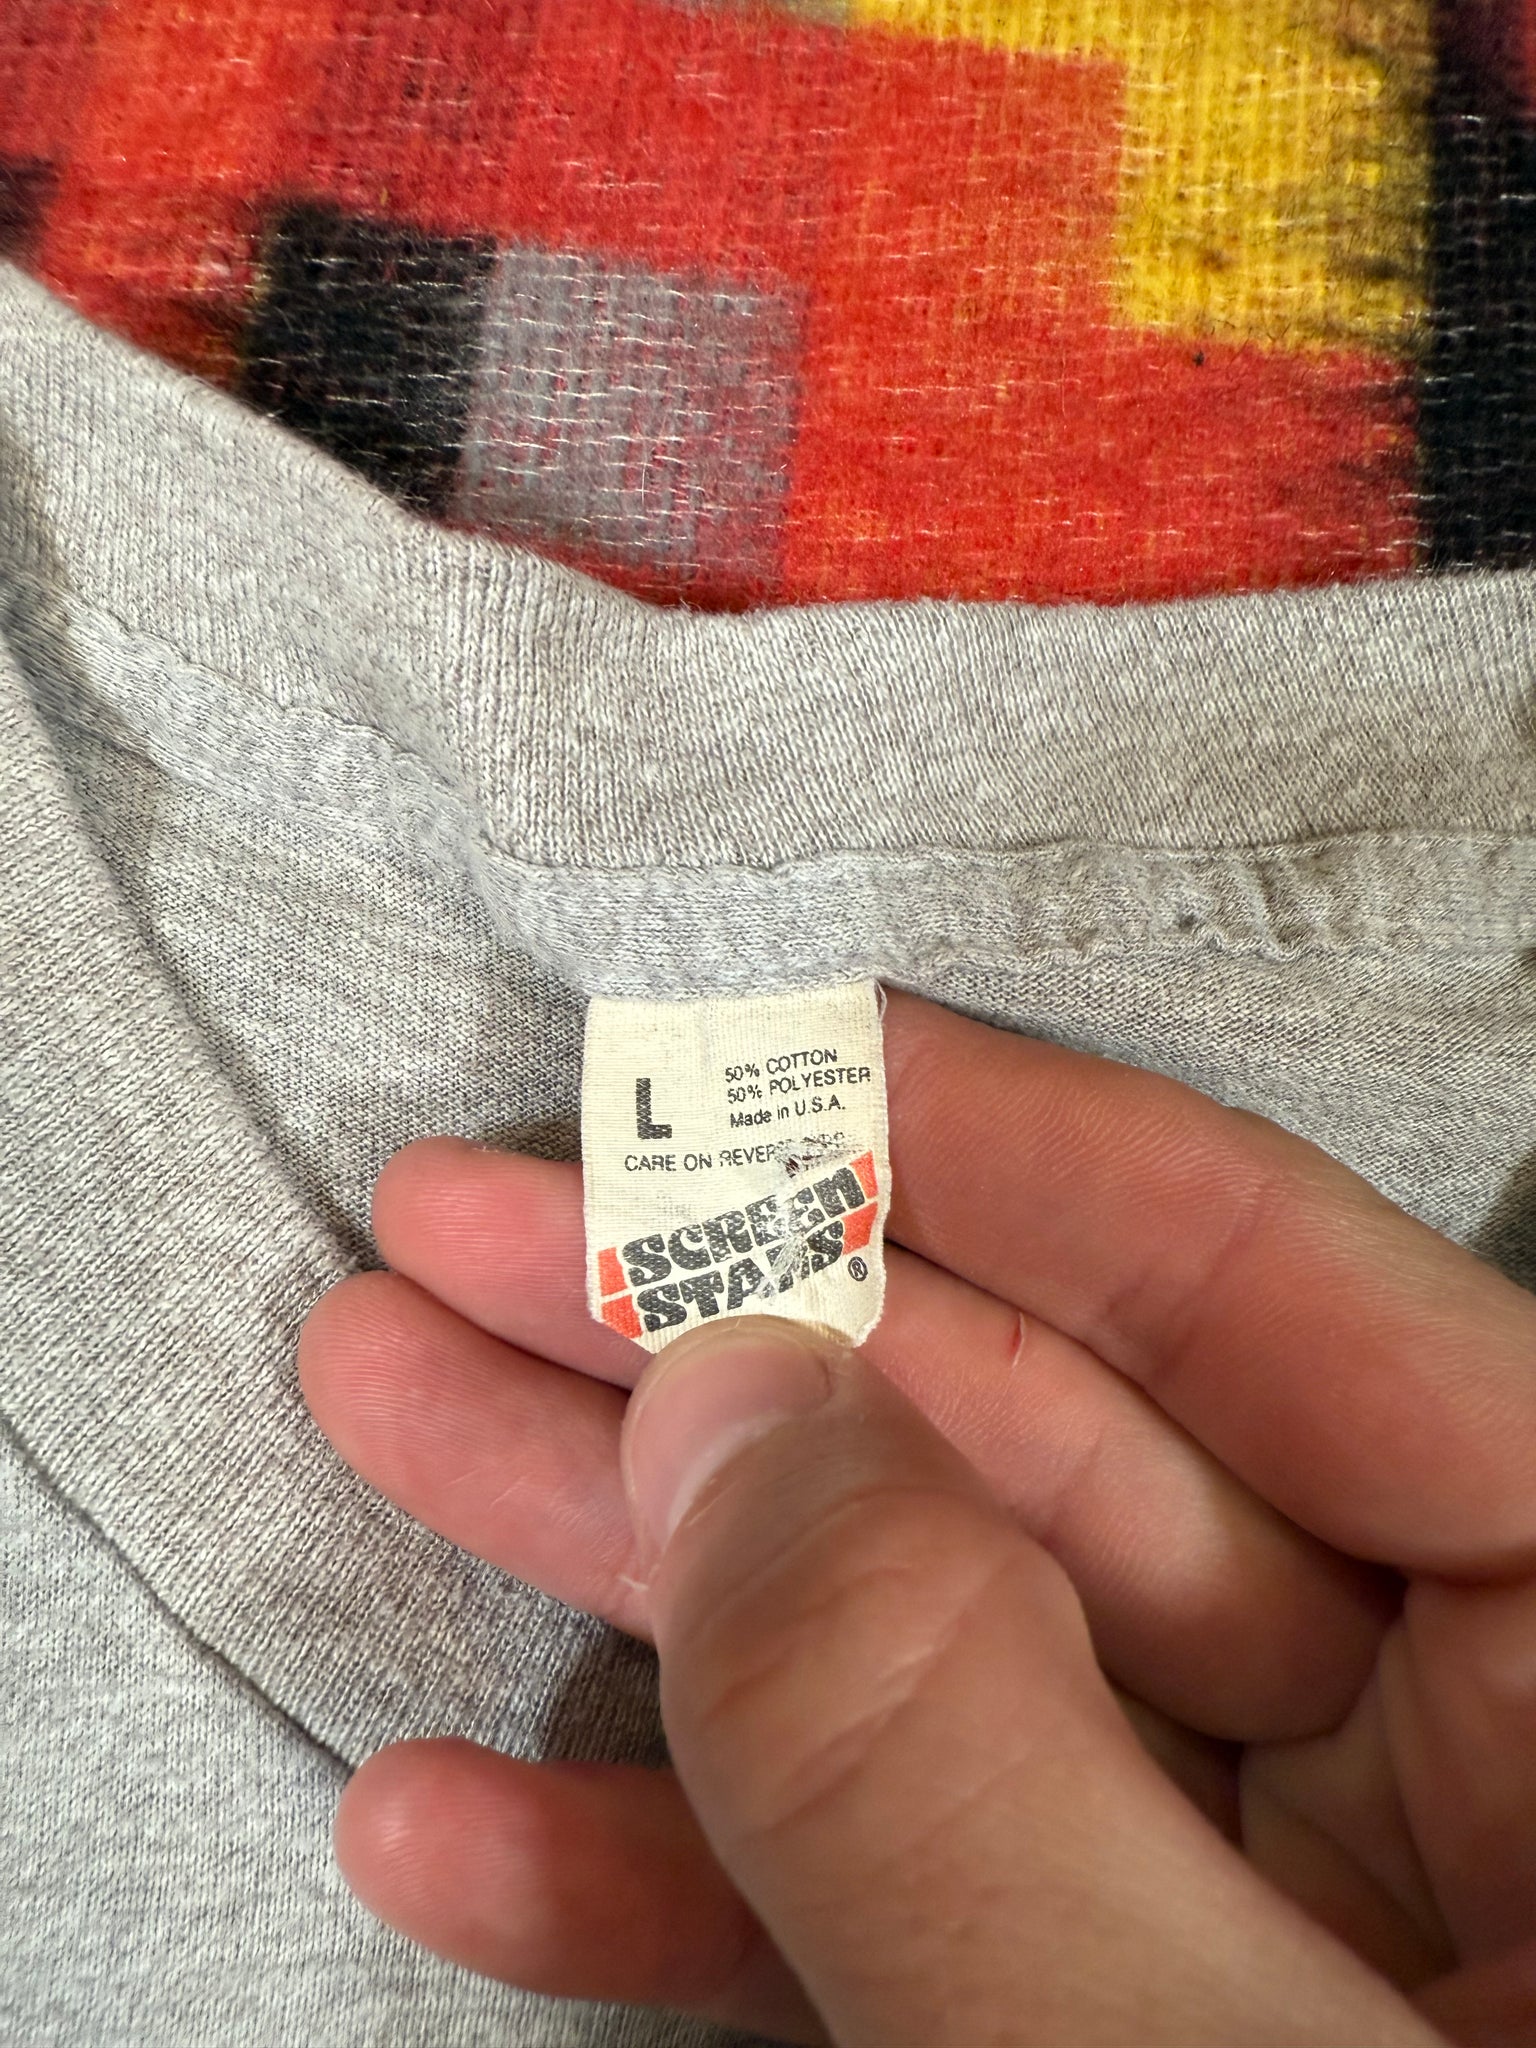 L
50% COTTON
50% POLYESTER
Made in U.S.A.
CARE ON REVERSE
SCREEN
STARS®